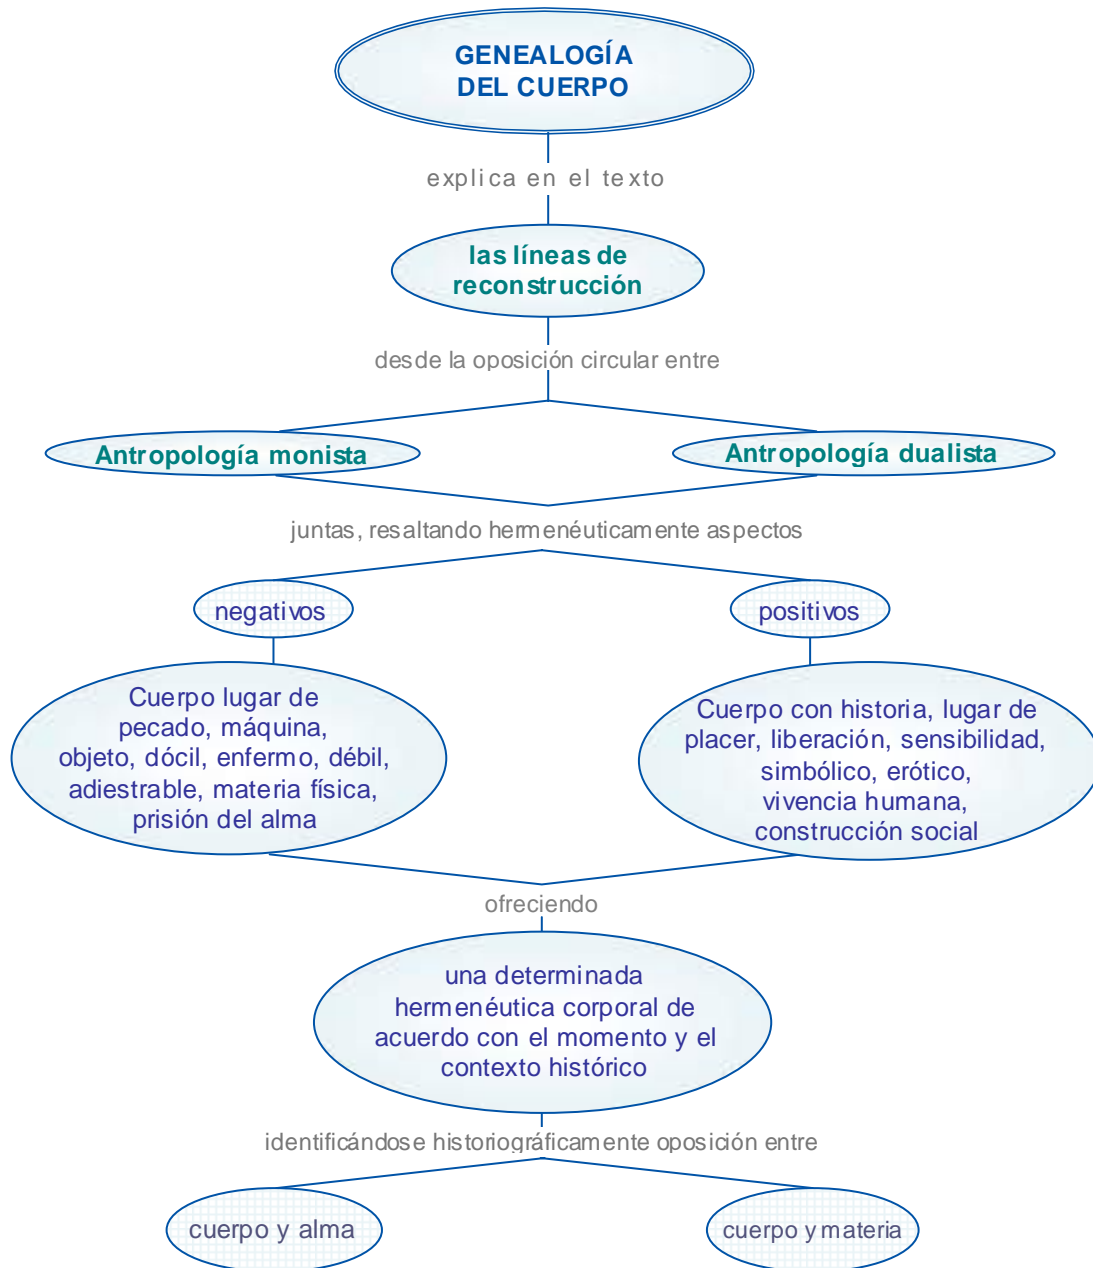 GENEALOGÍA
DEL CUERPO
explica en el texto
las líneas de
reconstrucción
desde la oposición circular entre
Antropología monista
Antropología dualista
juntas, resaltando hermenéuticamente aspectos
negativos
positivos
Cuerpo lugar de
pecado, máquina,
objeto, dócil, enfermo, débil,
adiestrable, materia física,
prisión del alma
Cuerpo con historia, lugar de
placer, liberación, sensibilidad,
simbólico, erótico,
vivencia humana,
construcción social
ofreciendo
una determinada
hermenéutica corporal de
acuerdo con el momento y el
contexto histórico
identificándose historiográficamente oposición entre
cuerpo y alma
cuerpo y materia